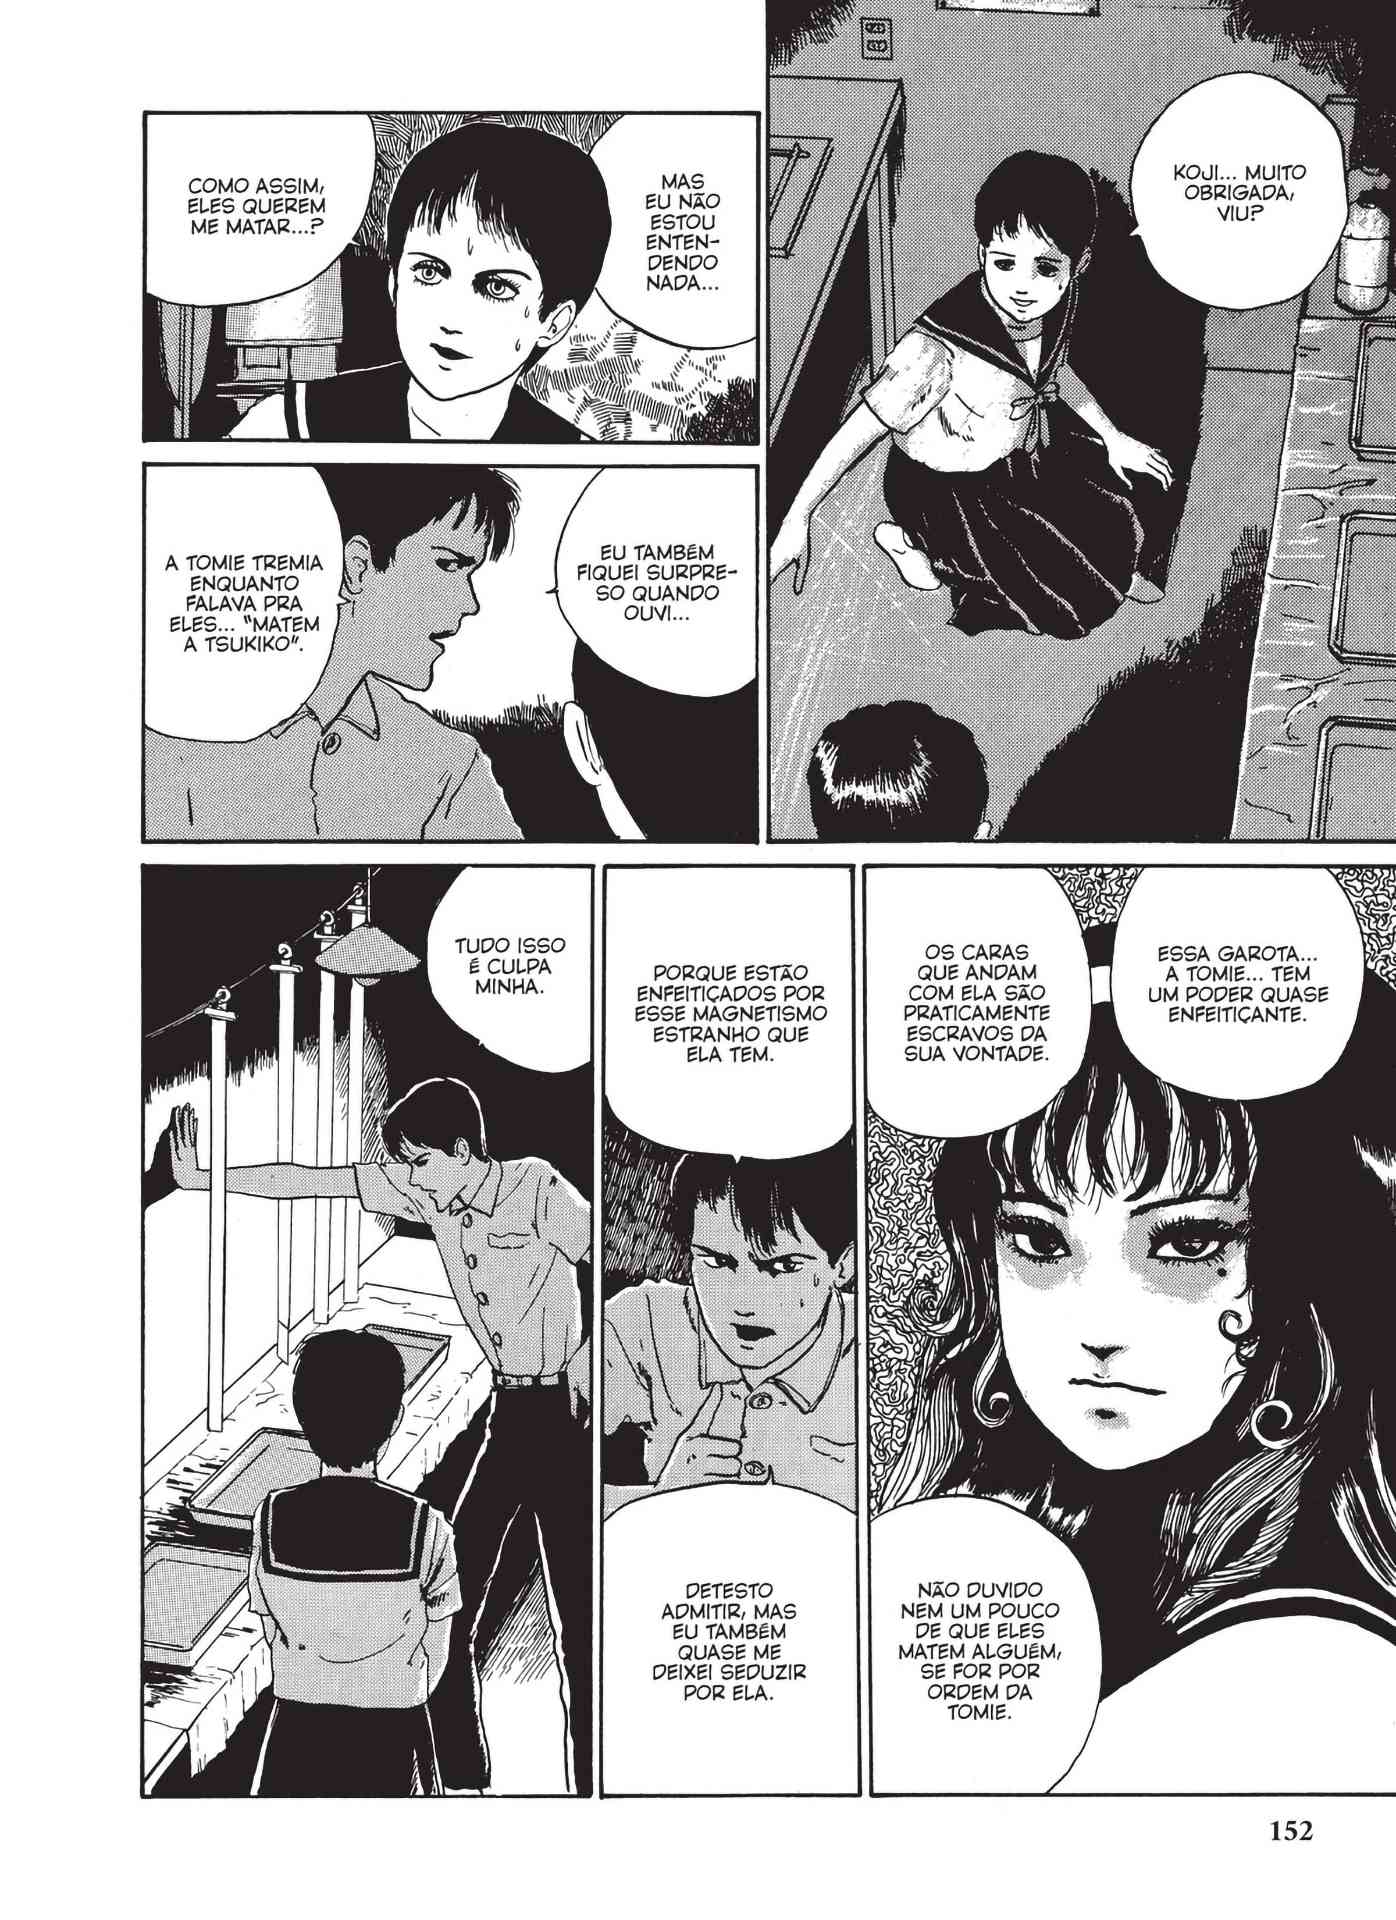 KOJI... MUITO
OBRIGADA,
VIU?
MAS
EU NÃO
ESTOU
ENTEN-
DENDO
NADA...
COMO ASSIM,
ELES QUEREM
ME MATAR...?
EU TAMBÉM
FIQUEI SURPRE-
SO QUANDO
OUVI...
A TOMIE TREMIA
ENQUANTO
FALAVA PRA
ELES... “MATEM
A TSUKIKO”.
ESSA GAROTA...
A TOMIE... TEM
UM PODER QUASE
ENFEITIÇANTE.
OS CARAS
QUE ANDAM
COM ELA SÃO
PRATICAMENTE
ESCRAVOS DA
SUA VONTADE.
NÃO DUVIDO
NEM UM POUCO
DE QUE ELES
MATEM ALGUÉM,
SE FOR POR
ORDEM DA
TOMIE.
PORQUE ESTÃO
ENFEITIÇADOS POR
ESSE MAGNETISMO
ESTRANHO QUE
ELA TEM.
DETESTO
ADMITIR, MAS
EU TAMBÉM
QUASE ME
DEIXEI SEDUZIR
POR ELA.
TUDO ISSO
É CULPA
MINHA.
152